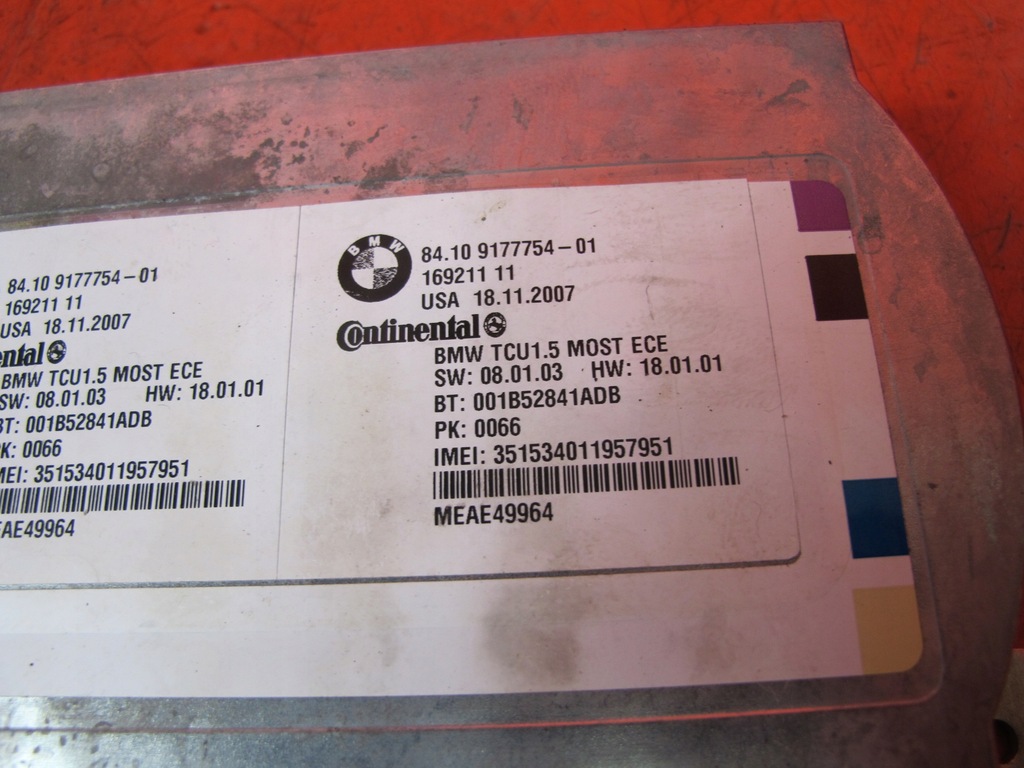 84.10 9177754-01
169211 11
USA 18.11.2007
ental
BMW TCU1.5 MOST ECE
SW: 08.01.03 HW: 18.01.01
BT: 001B52841ADB
PK: 0066
IMEI: 351534011957951
EAE49964
BMW
84.10 9177754-01
169211 11
USA 18.11.2007
Continental
BMW TCU1.5 MOST ECE
SW: 08.01.03 HW: 18.01.01
BT: 001B52841ADB
PK: 0066
IMEI: 351534011957951
MEAE49964